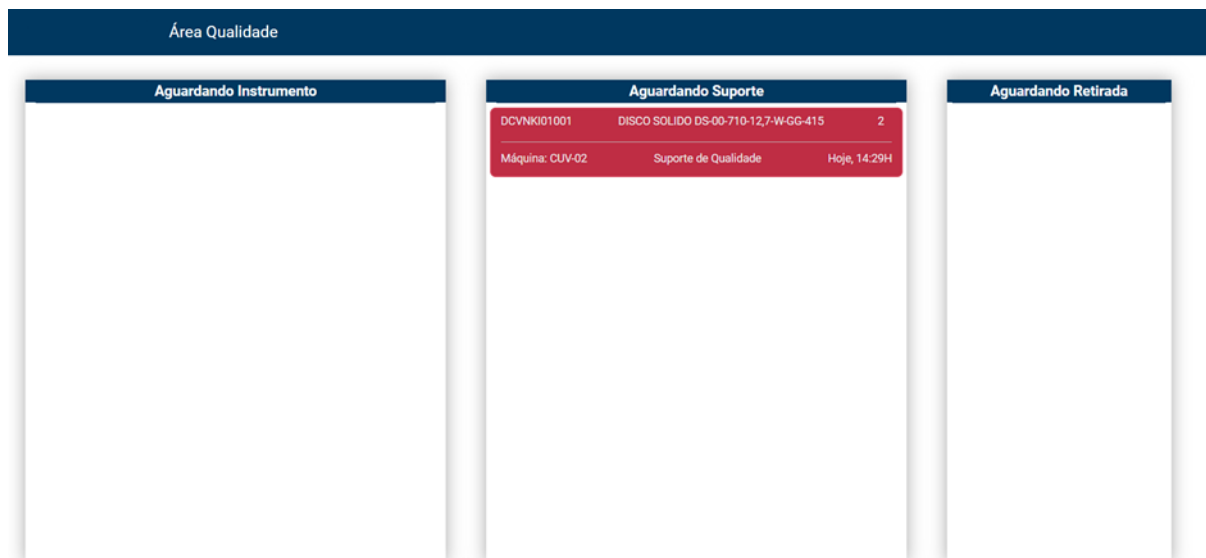 Área Qualidade
Aguardando Instrumento
Aguardando Suporte
DCVNKI01001 DISCO SOLIDO DS-00-710-12,7-W-GG-415 2
Máquina: CUV-02 Suporte de Qualidade Hoje, 14:29H
Aguardando Retirada